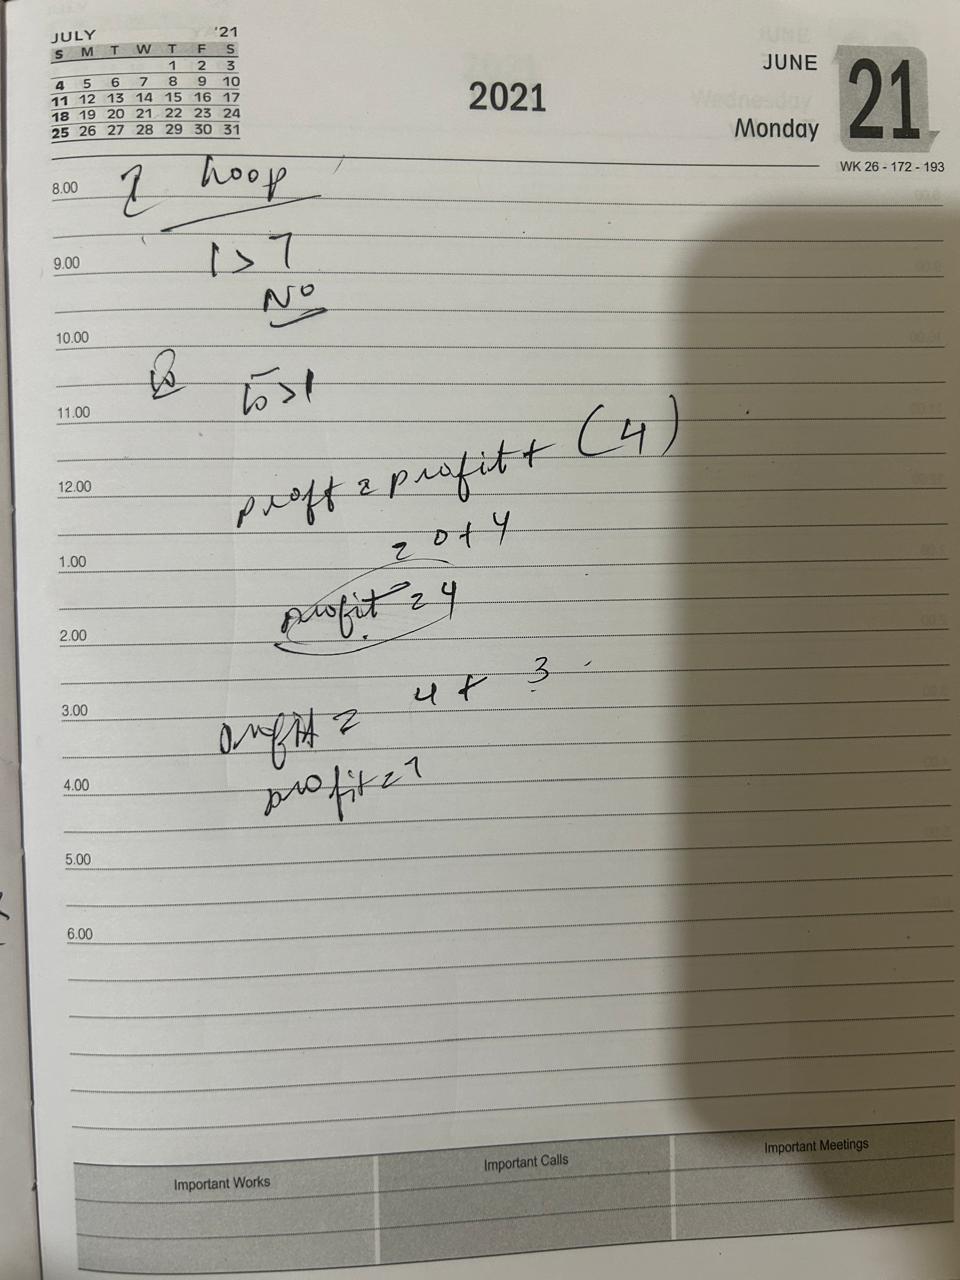 JULY '21
S M T W T F S
1 2 3
4 5 6 7 8 9 10
11 12 13 14 15 16 17
18 19 20 21 22 23 24
25 26 27 28 29 30 31
2021
JUNE
Monday
21
WK 26 - 172 - 193
8.00 loop
9.00 1 > 7
No
10.00
5 > 1
11.00
profit = profit + (4)
12.00
= 0 + 4
1.00
profit = 4
2.00
4 + 3
3.00 profit =
4.00 profit = 7
5.00
6.00
Important Works Important Calls Important Meetings